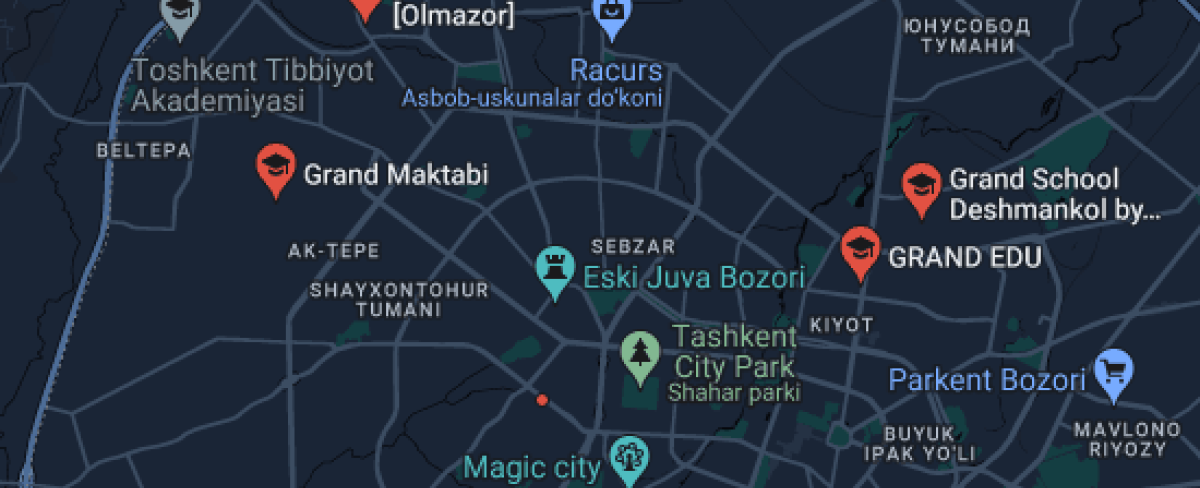 [Olmazor]
ЮНУСОБОД
ТУМАНИ
Toshkent Tibbiyot
Akademiyasi
Racurs
Asbob-uskunalar do'koni
BELTEPA
Grand Maktabi
Grand School
Deshmankol by...
АК-ТЕРЕ
SEBZAR
GRAND EDU
Eski Juva Bozori
SHAYXONTOHUR
TUMANI
KIYOT
Tashkent
City Park
Shahar parki
Parkent Bozori
BUYUK
IPAK YO'LI
MAVLONO
RIYOZY
Magic city